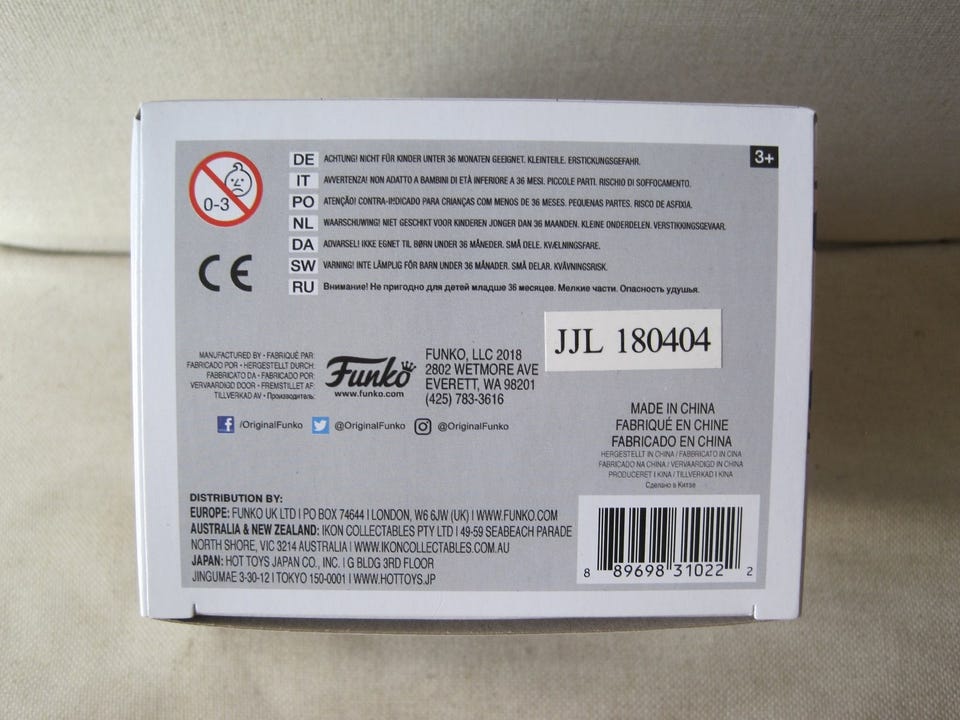 0-3
3+
DE ACHTUNG! NICHT FÜR KINDER UNTER 36 MONATEN GEEIGNET. KLEINTEILE. ERSTICKUNGSGEFAHR.
IT AVVERTENZA! NON ADATTO A BAMBINI DI ETÀ INFERIORE A 36 MESI. PICCOLE PARTI. RISCHIO DI SOFFOCAMENTO.
PO ATENÇÃO! CONTRA-INDICADO PARA CRIANÇAS COM MENOS DE 36 MESES. PEQUENAS PARTES. RISCO DE ASFIXIA.
NL WAARSCHUWING! NIET GESCHIKT VOOR KINDEREN JONGER DAN 36 MAANDEN. KLEINE ONDERDELEN. VERSTIKKINGSGEVAAR.
DA ADVARSEL! IKKE EGNET TIL BØRN UNDER 36 MÅNEDER. SMÅ DELE. KVÆLNINGSFARE.
SW VARNING! INTE LÄMPLIG FÖR BARN UNDER 36 MÅNADER. SMÅ DELAR. KVÄVNINGSRISK.
RU Внимание! Не пригодно для детей младше 36 месяцев. Мелкие части. Опасность удушья.
CE
JJL 180404
MANUFACTURED BY • FABRIQUÉ PAR:
FABRICADO POR • HERGESTELLT DURCH:
FABBRICATO DA • FABRICADO POR:
VERVAARDIGD DOOR • FREMSTILLET AF:
TILLVERKAD AV • Производитель:
Funko
www.funko.com
FUNKO, LLC 2018
2802 WETMORE AVE
EVERETT, WA 98201
(425) 783-3616
/OriginalFunko @OriginalFunko @OriginalFunko
MADE IN CHINA
FABRIQUÉ EN CHINE
FABRICADO EN CHINA
HERGESTELLT IN CHINA / FABBRICATO IN CINA
FABRICADO NA CHINA / VERVAARDIGD IN CHINA
PRODUCERET I KINA / TILLVERKAD I KINA
Сделано в Китае
DISTRIBUTION BY:
EUROPE: FUNKO UK LTD | PO BOX 74644 | LONDON, W6 6JW (UK) | WWW.FUNKO.COM
AUSTRALIA & NEW ZEALAND: IKON COLLECTABLES PTY LTD | 49-59 SEABEACH PARADE
NORTH SHORE, VIC 3214 AUSTRALIA | WWW.IKONCOLLECTABLES.COM.AU
JAPAN: HOT TOYS JAPAN CO., INC. | G BLDG 3RD FLOOR
JINGUMAE 3-30-12 | TOKYO 150-0001 | WWW.HOTTOYS.JP
8 89698 31022 2